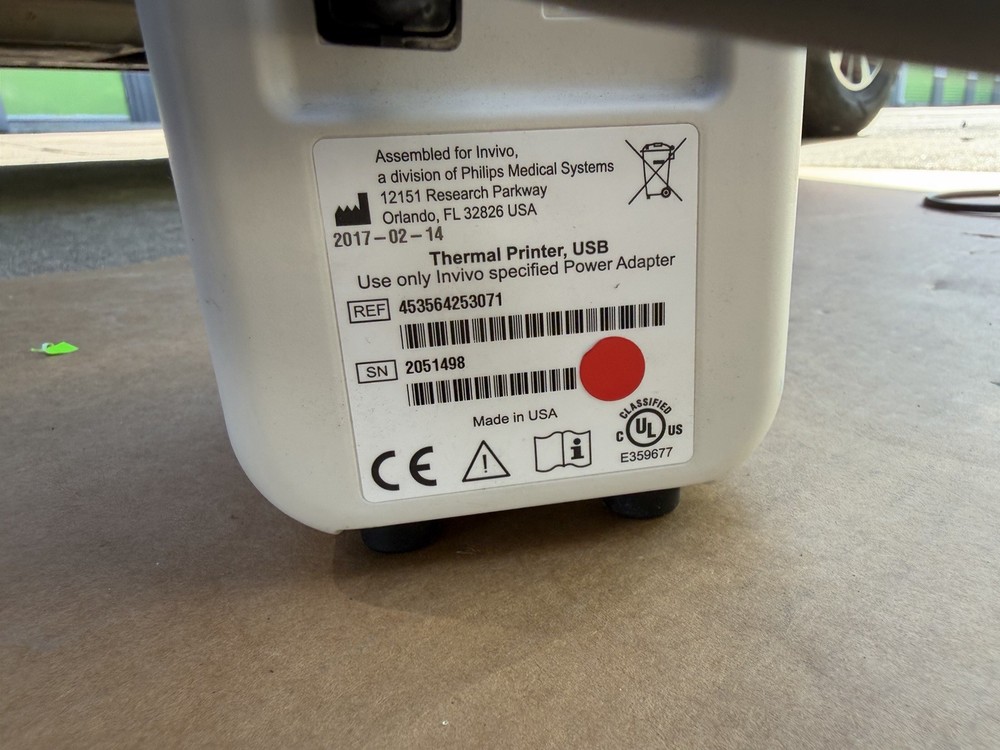 Assembled for Invivo,
a division of Philips Medical Systems
12151 Research Parkway
Orlando, FL 32826 USA
2017-02-14
Thermal Printer, USB
Use only Invivo specified Power Adapter
REF 453564253071
SN 2051498
Made in USA
CE
CLASSIFIED
C UL US
E359677